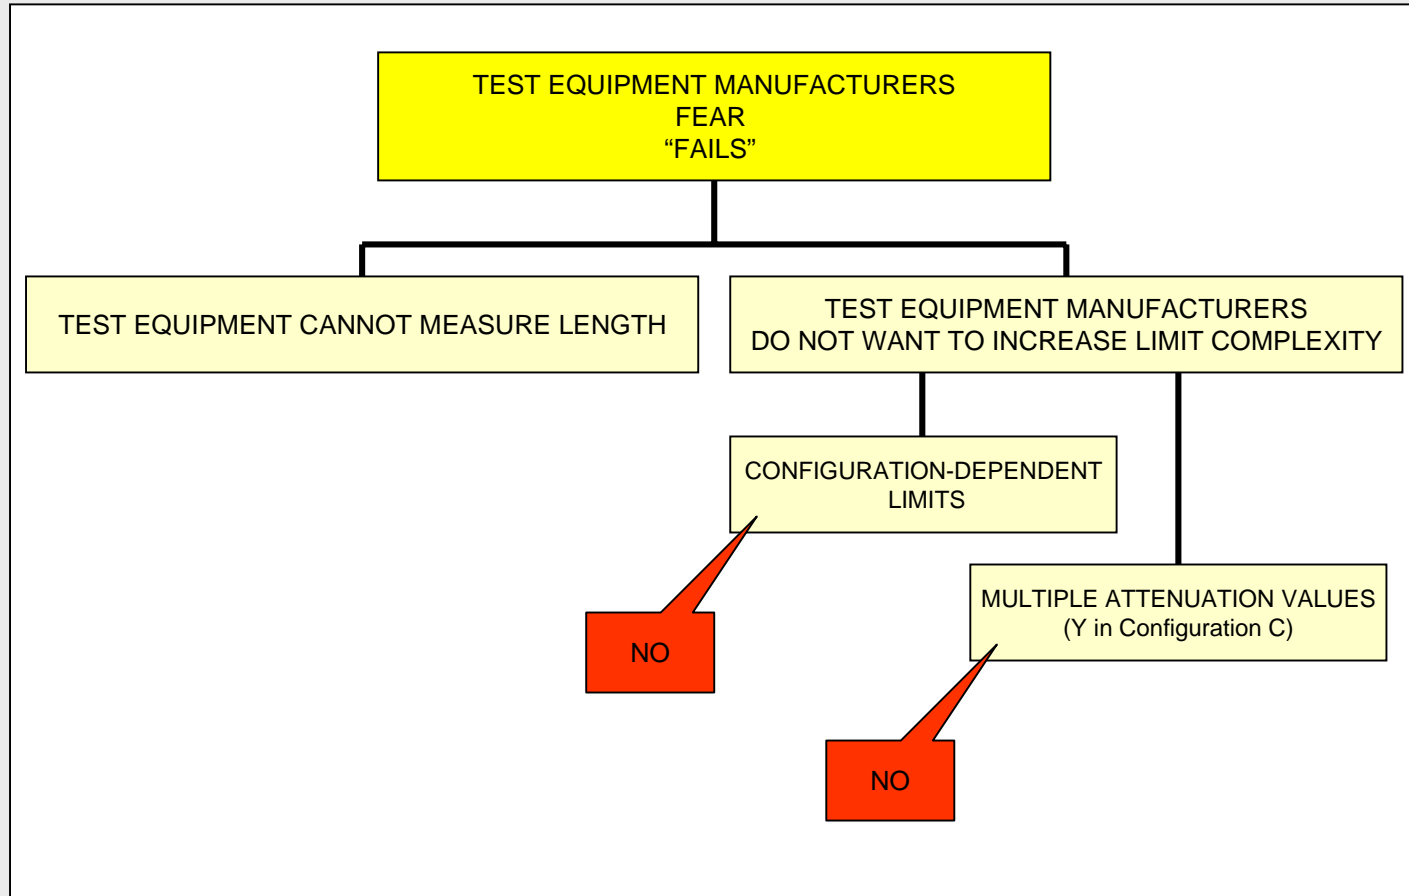 TEST EQUIPMENT MANUFACTURERS
FEAR
“FAILS”
TEST EQUIPMENT CANNOT MEASURE LENGTH
TEST EQUIPMENT MANUFACTURERS
DO NOT WANT TO INCREASE LIMIT COMPLEXITY
CONFIGURATION-DEPENDENT
LIMITS
NO
MULTIPLE ATTENUATION VALUES
(Y in Configuration C)
NO